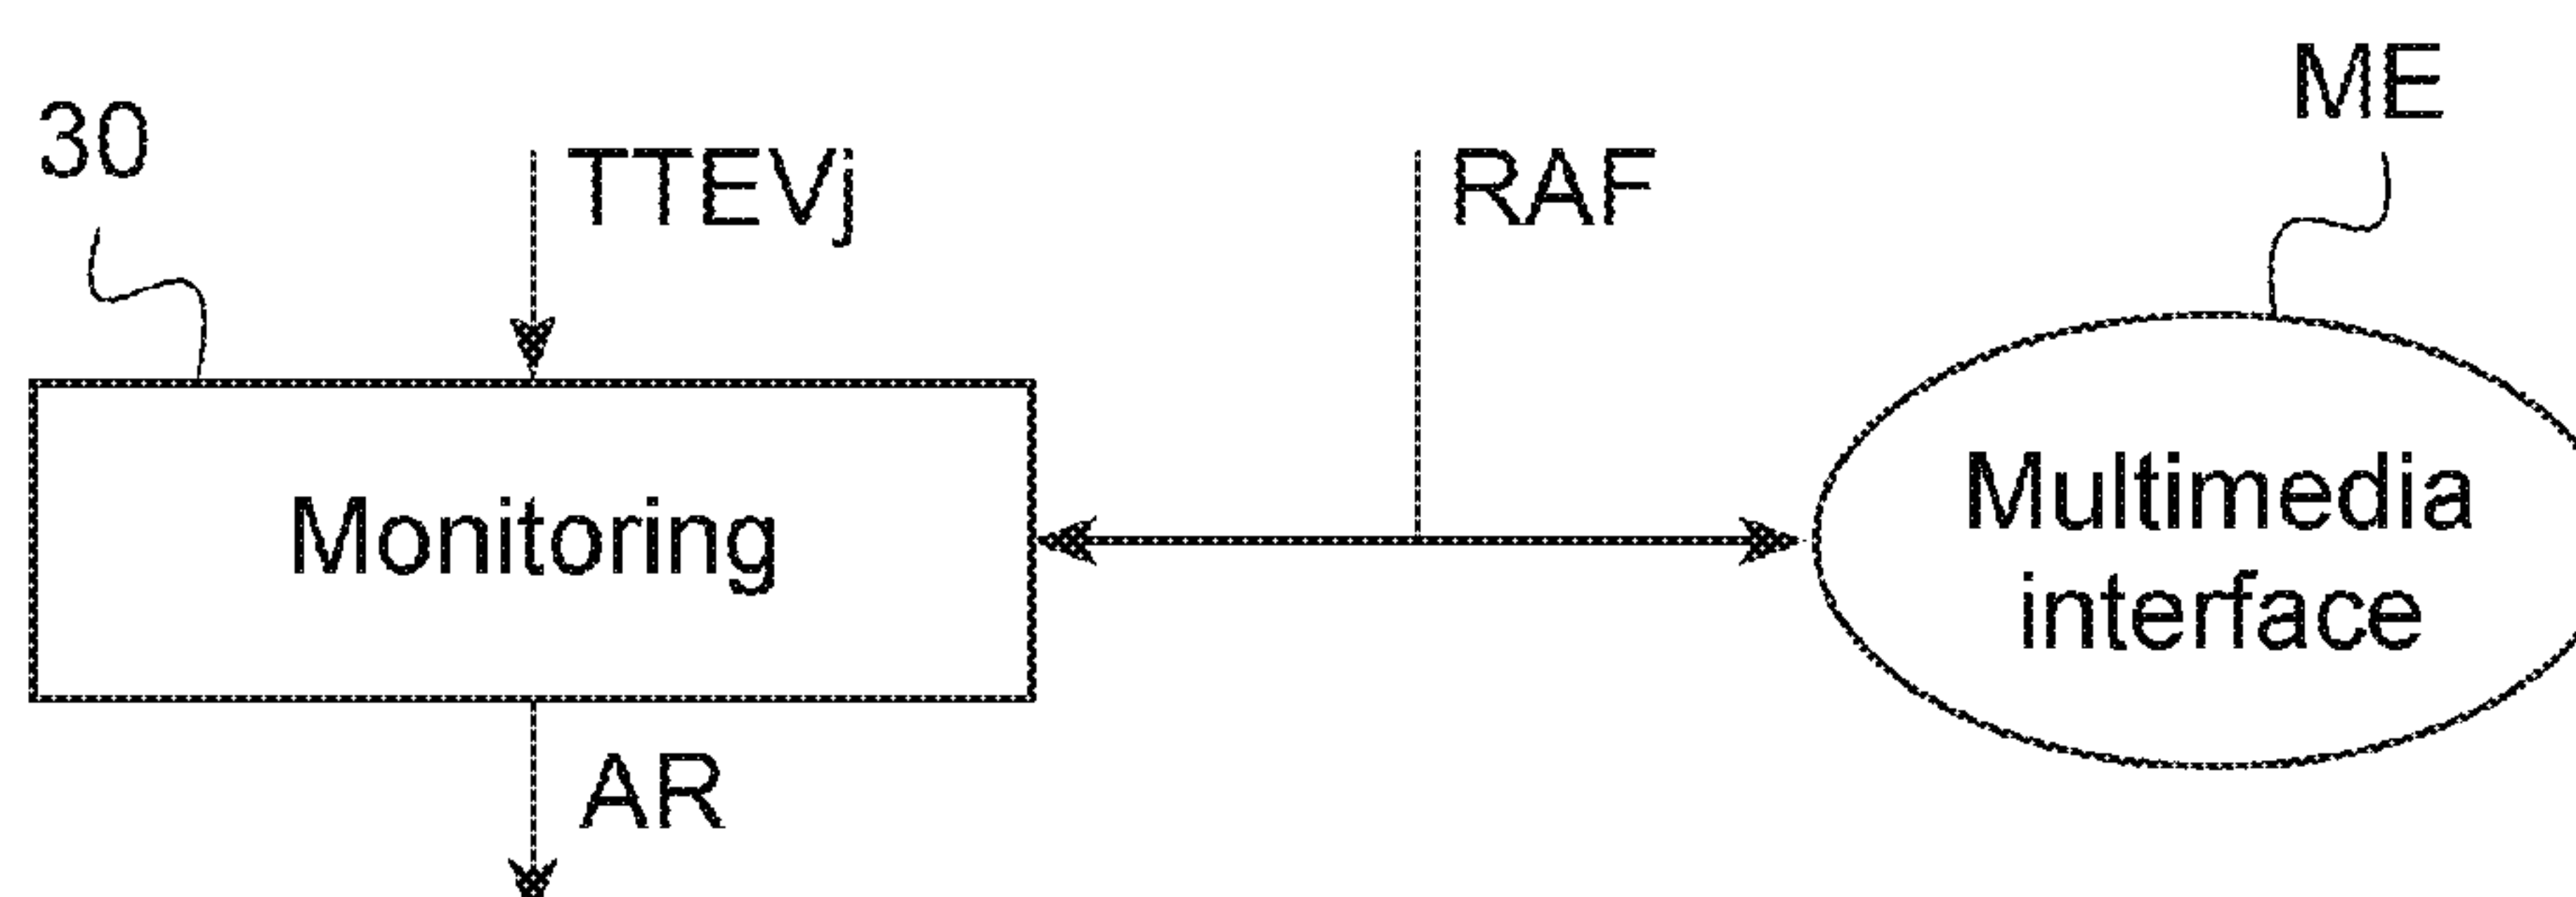 ME
30
TTEVj
RAF
Monitoring
Multimedia
interface
AR